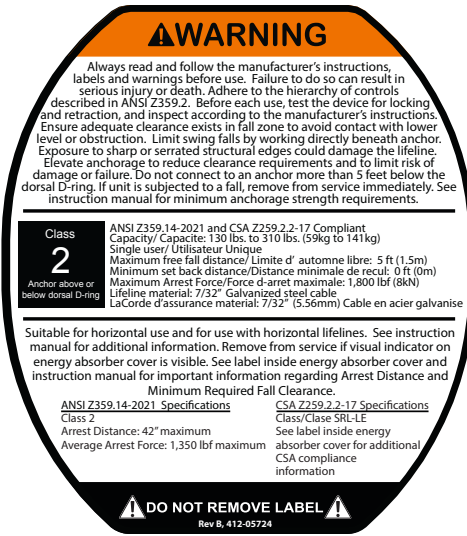 WARNING
Always read and follow the manufacturer's instructions,
labels and warnings before use. Failure to do so can result in
serious injury or death. Adhere to the hierarchy of controls
described in ANSI Z359.2. Before each use, test the device for locking
and retraction, and inspect according to the manufacturer's instructions.
Ensure adequate clearance exists in fall zone to avoid contact with lower
level or obstruction. Limit swing falls by working directly beneath anchor.
Exposure to sharp or serrated structural edges could damage the lifeline.
Elevate anchorage to reduce clearance requirements and to limit risk of
damage or failure. Do not connect to an anchor more than 5 feet below the
dorsal D-ring. If unit is subjected to a fall, remove from service immediately. See
instruction manual for minimum anchorage strength requirements.
Class
2
Anchor above or
below dorsal D-ring
ANSI Z359.14-2021 and CSA Z259.2.2-17 Compliant
Capacity/ Capacite: 130 lbs. to 310 lbs. (59kg to 141kg)
Single user/ Utilisateur Unique
Maximum free fall distance/ Limite d' automne libre: 5 ft (1.5m)
Minimum set back distance/Distance minimale de recul: 0 ft (0m)
Maximum Arrest Force/Force d-arret maximale: 1,800 lbf (8kN)
Lifeline material: 7/32" Galvanized steel cable
LaCorde d'assurance material: 7/32" (5.56mm) Cable en acier galvanise
Suitable for horizontal use and for use with horizontal lifelines. See instruction
manual for additional information. Remove from service if visual indicator on
energy absorber cover is visible. See label inside energy absorber cover and
instruction manual for important information regarding Arrest Distance and
Minimum Required Fall Clearance.
ANSI Z359.14-2021 Specifications
Class 2
Arrest Distance: 42" maximum
Average Arrest Force: 1,350 lbf maximum
CSA Z259.2.2-17 Specifications
Class/Clase SRL-LE
See label inside energy
absorber cover for additional
CSA compliance
information
DO NOT REMOVE LABEL
Rev B, 412-05724